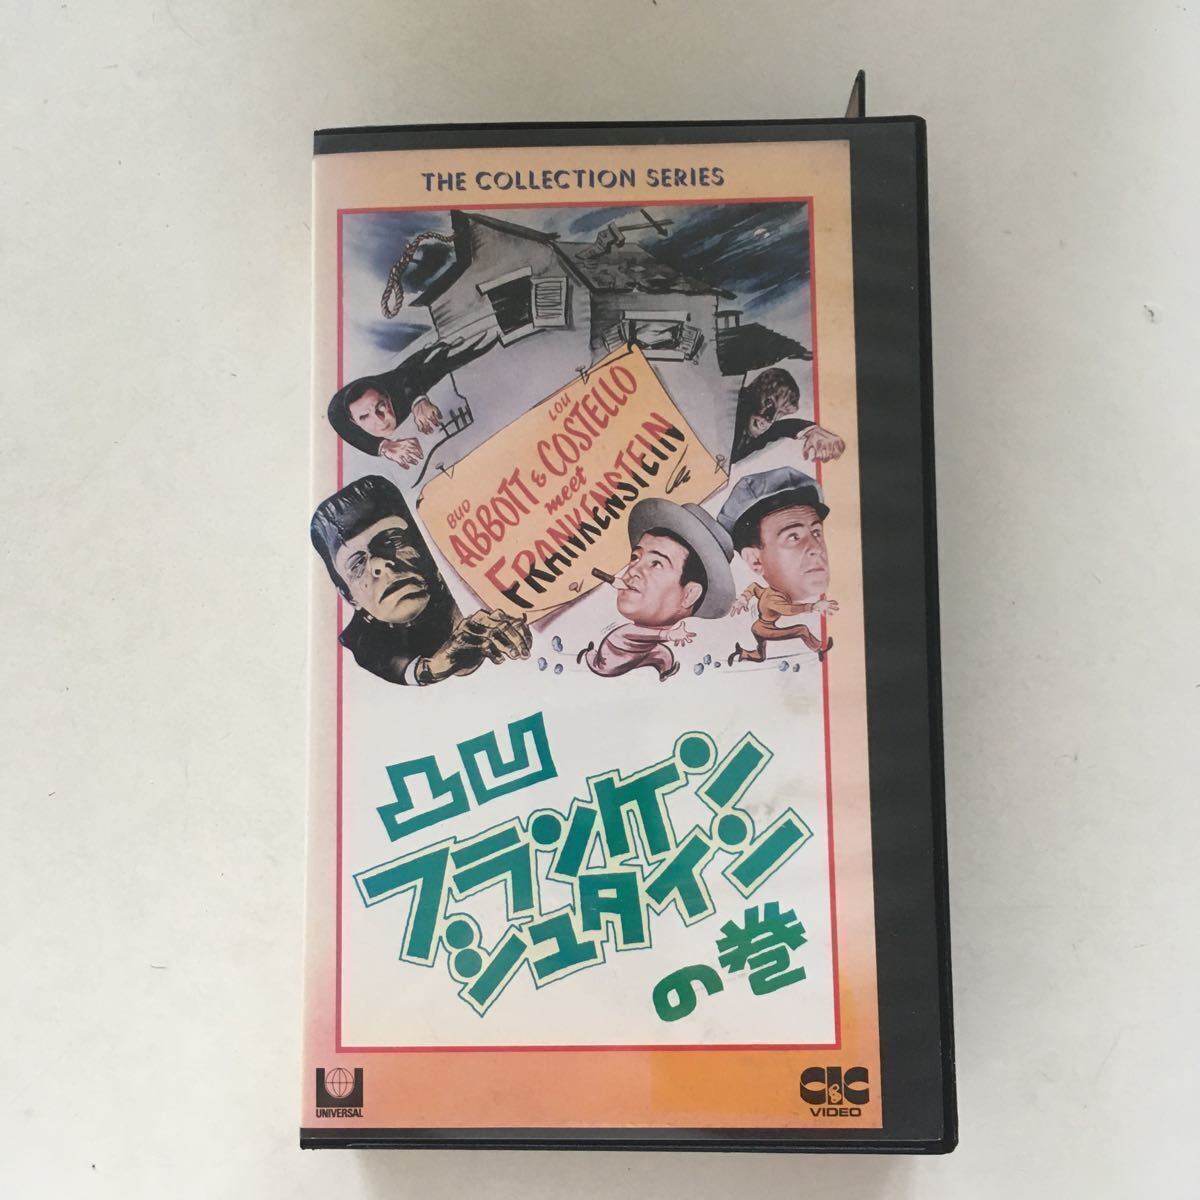 THE COLLECTION SERIES
BUD LOU
ABBOTT & COSTELLO
meet
FRANKENSTEIN
凸凹
フランケン
シュタイン
の巻
UNIVERSAL
CIC
VIDEO